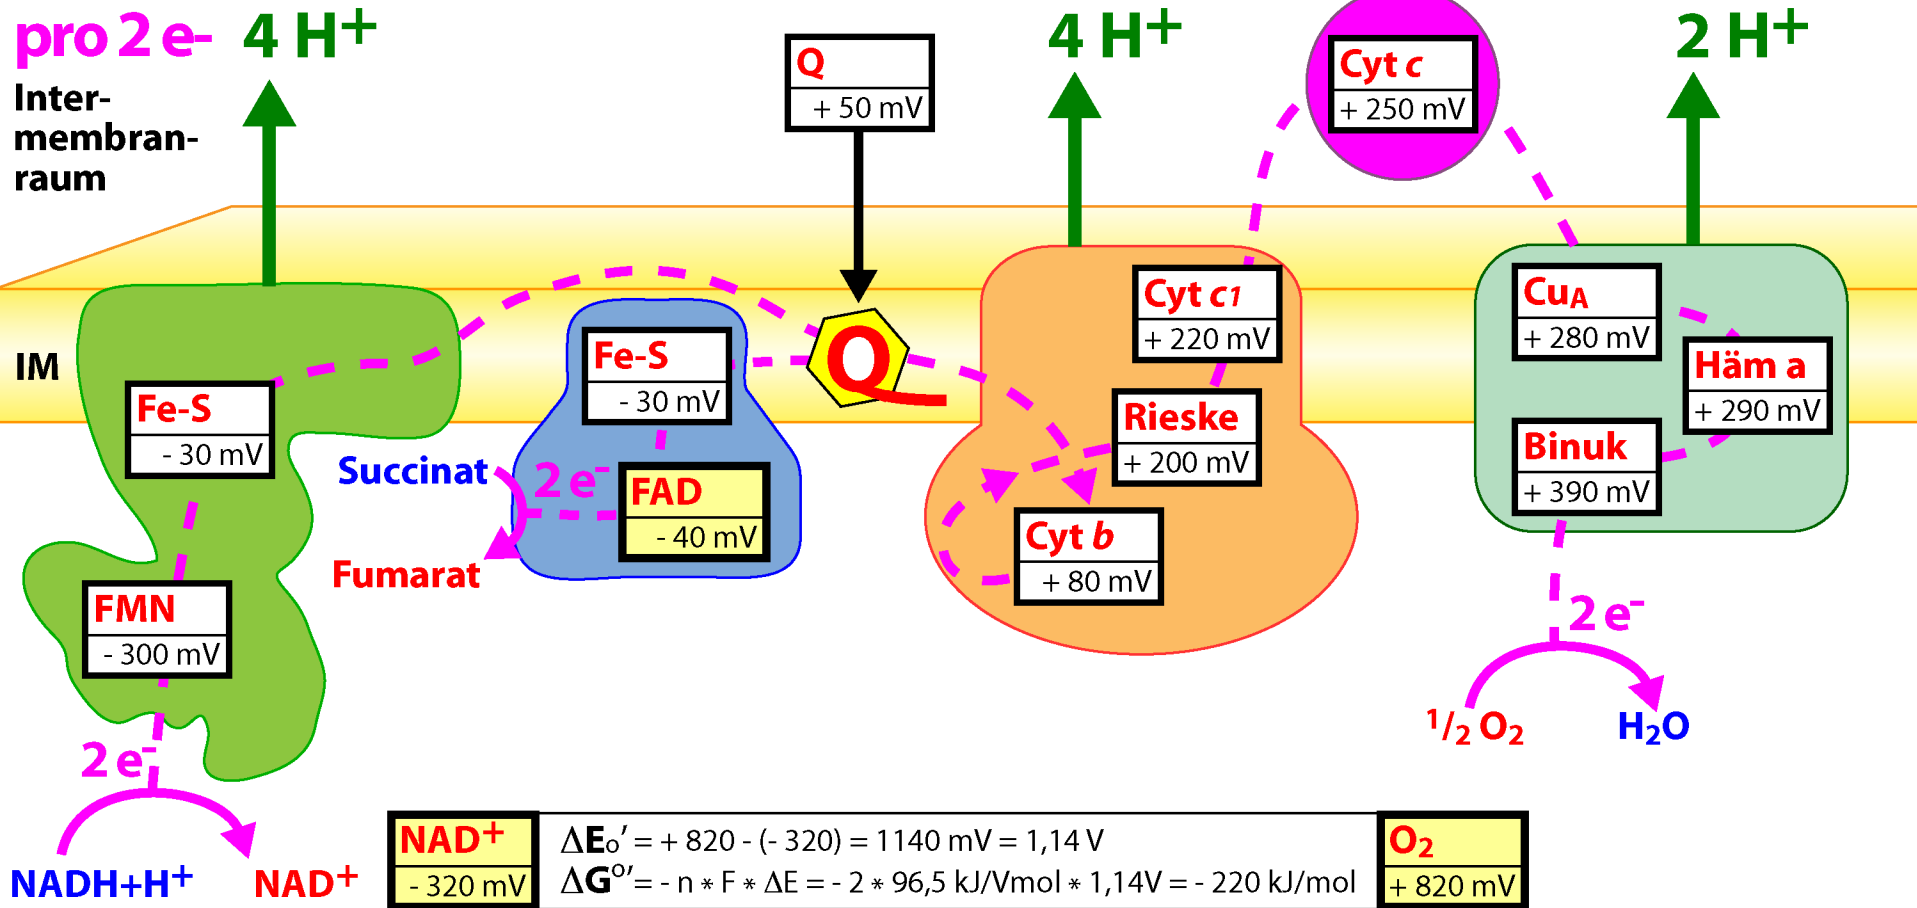 pro 2 e-
4 H+
4 H+
2 H+
Inter-
membran-
raum
Q
+ 50 mV
Cyt c
+ 250 mV
IM
Fe-S
- 30 mV
FMN
- 300 mV
2 e-
NADH+H+
NAD+
Fe-S
- 30 mV
Succinat
2 e-
FAD
- 40 mV
Fumarat
Q
Cyt c1
+ 220 mV
Rieske
+ 200 mV
Cyt b
+ 80 mV
CuA
+ 280 mV
Häm a
+ 290 mV
Binuk
+ 390 mV
2 e-
1/2 O2
H2O
NAD+
- 320 mV
ΔEo’ = + 820 - (- 320) = 1140 mV = 1,14 V
ΔGo’ = - n * F * ΔE = - 2 * 96,5 kJ/Vmol * 1,14V = - 220 kJ/mol
O2
+ 820 mV